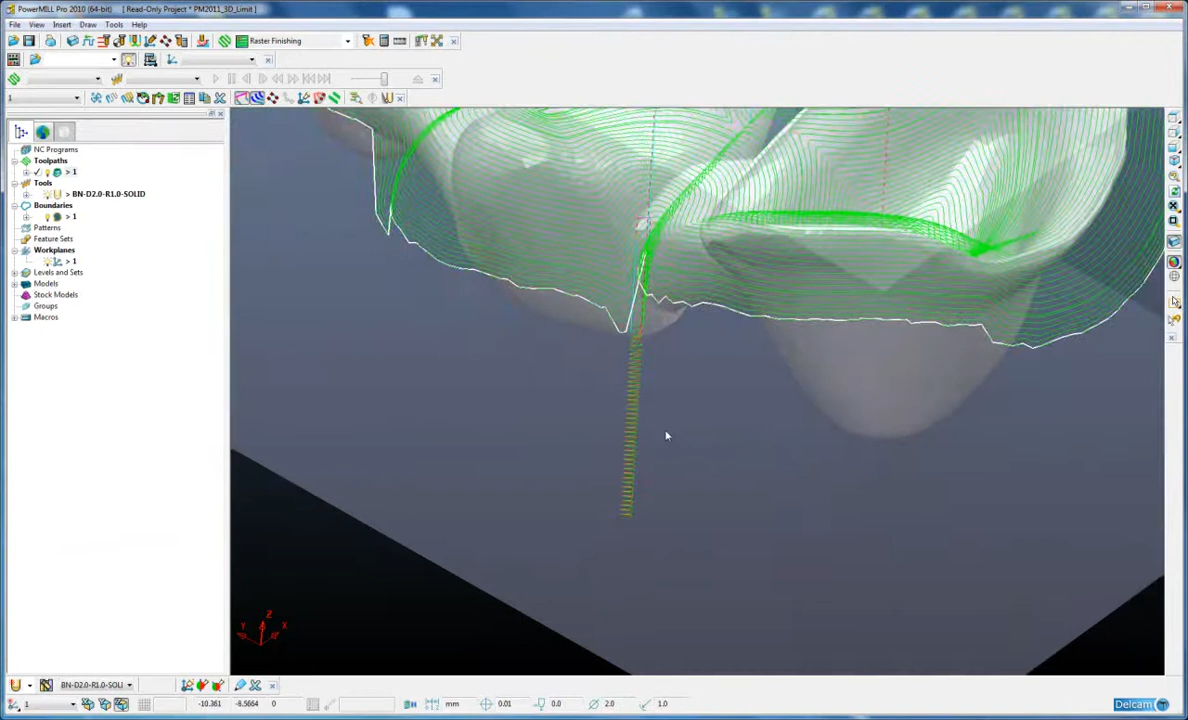 PowerMILL Pro 2010 (64-bit) [ Read-Only Project * PM2011_3D_Limit ]
File View Insert Draw Tools Help
Raster Finishing
1
NC Programs
Toolpaths
> 1
Tools
> BN-D2.0-R1.0-SOLID
Boundaries
> 1
Patterns
Feature Sets
Workplanes
> 1
Levels and Sets
Models
Stock Models
Groups
Macros
Z
Y X
BN-D2.0-R1.0-SOLI
1 -10.361 -8.5664 0 mm 0.01 0.0 2.0 1.0 Delcam